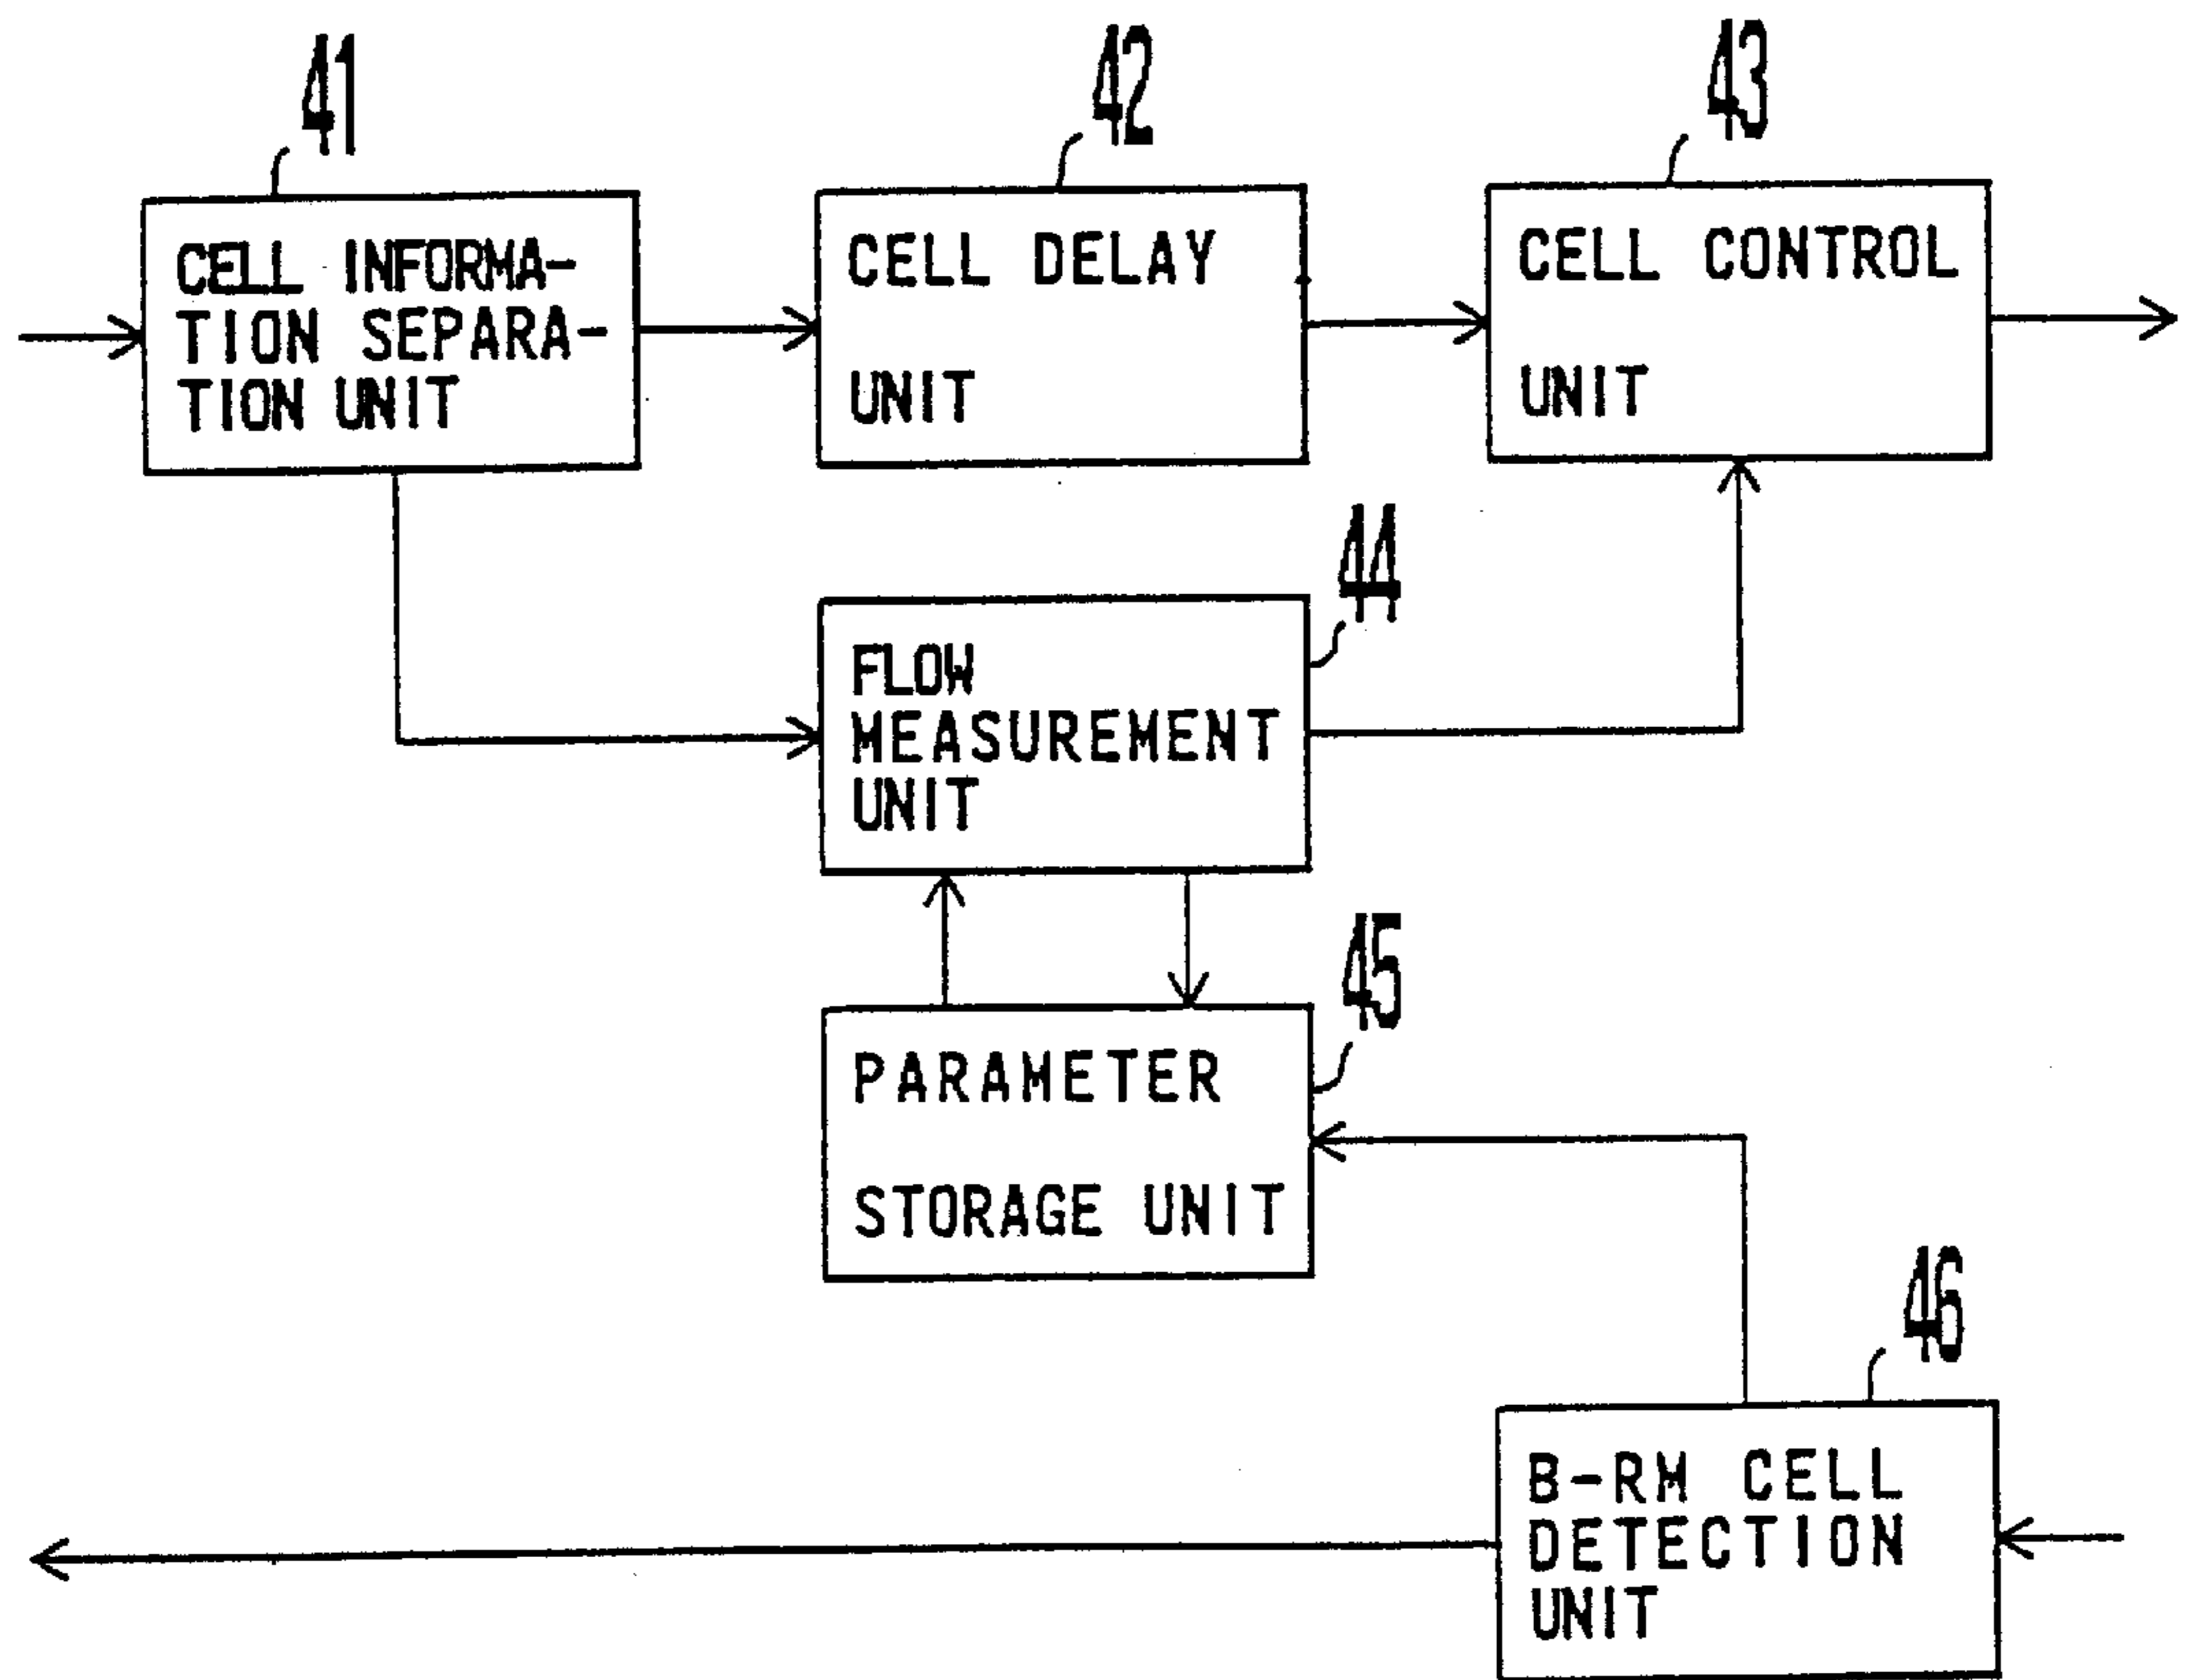 41
42
43
CELL INFORMA-
TION SEPARA-
TION UNIT
CELL DELAY
UNIT
CELL CONTROL
UNIT
44
FLOW
MEASUREMENT
UNIT
45
PARAMETER
STORAGE UNIT
46
B-RM CELL
DETECTION
UNIT